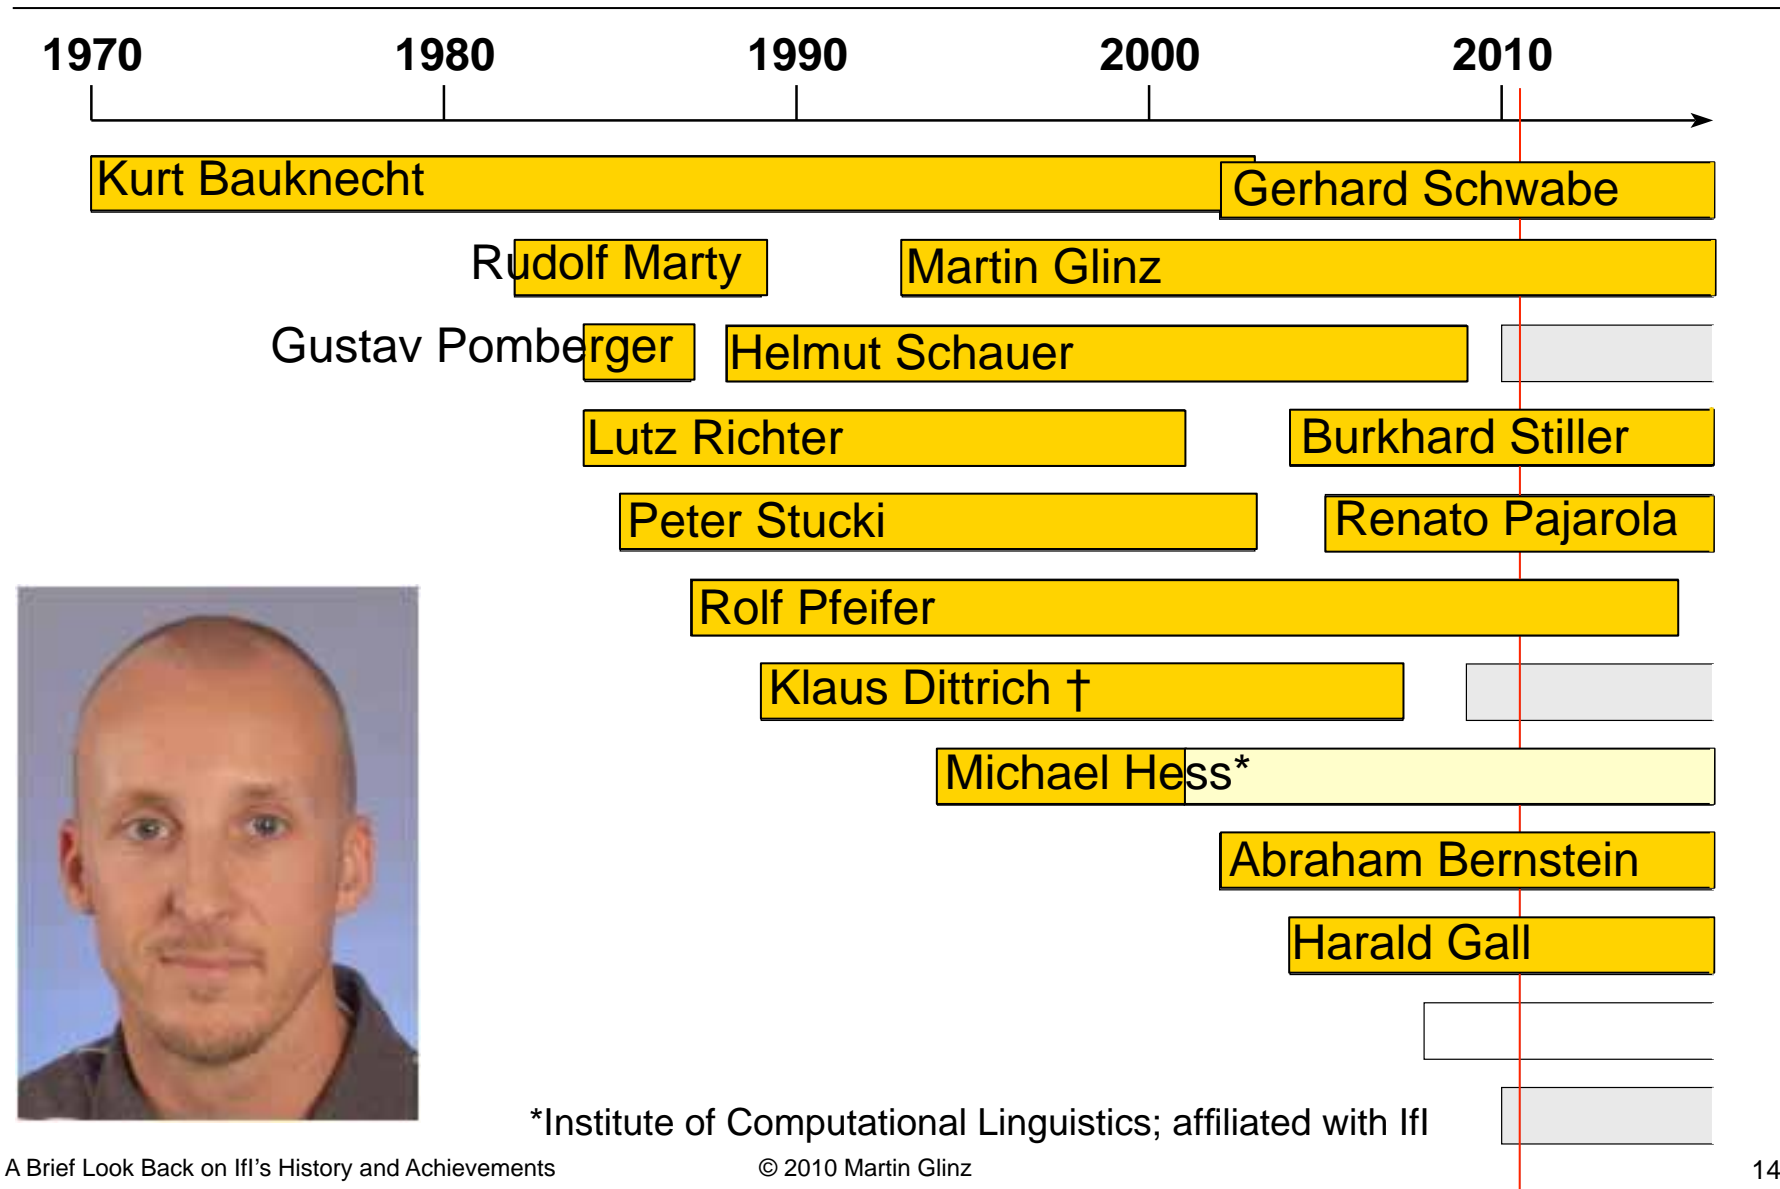 1970 1980 1990 2000 2010
Kurt Bauknecht Gerhard Schwabe
Rudolf Marty Martin Glinz
Gustav Pomberger Helmut Schauer
Lutz Richter Burkhard Stiller
Peter Stucki Renato Pajarola
Rolf Pfeifer
Klaus Dittrich †
Michael Hess*
Abraham Bernstein
Harald Gall
*Institute of Computational Linguistics; affiliated with IfI
A Brief Look Back on IfI's History and Achievements © 2010 Martin Glinz 14